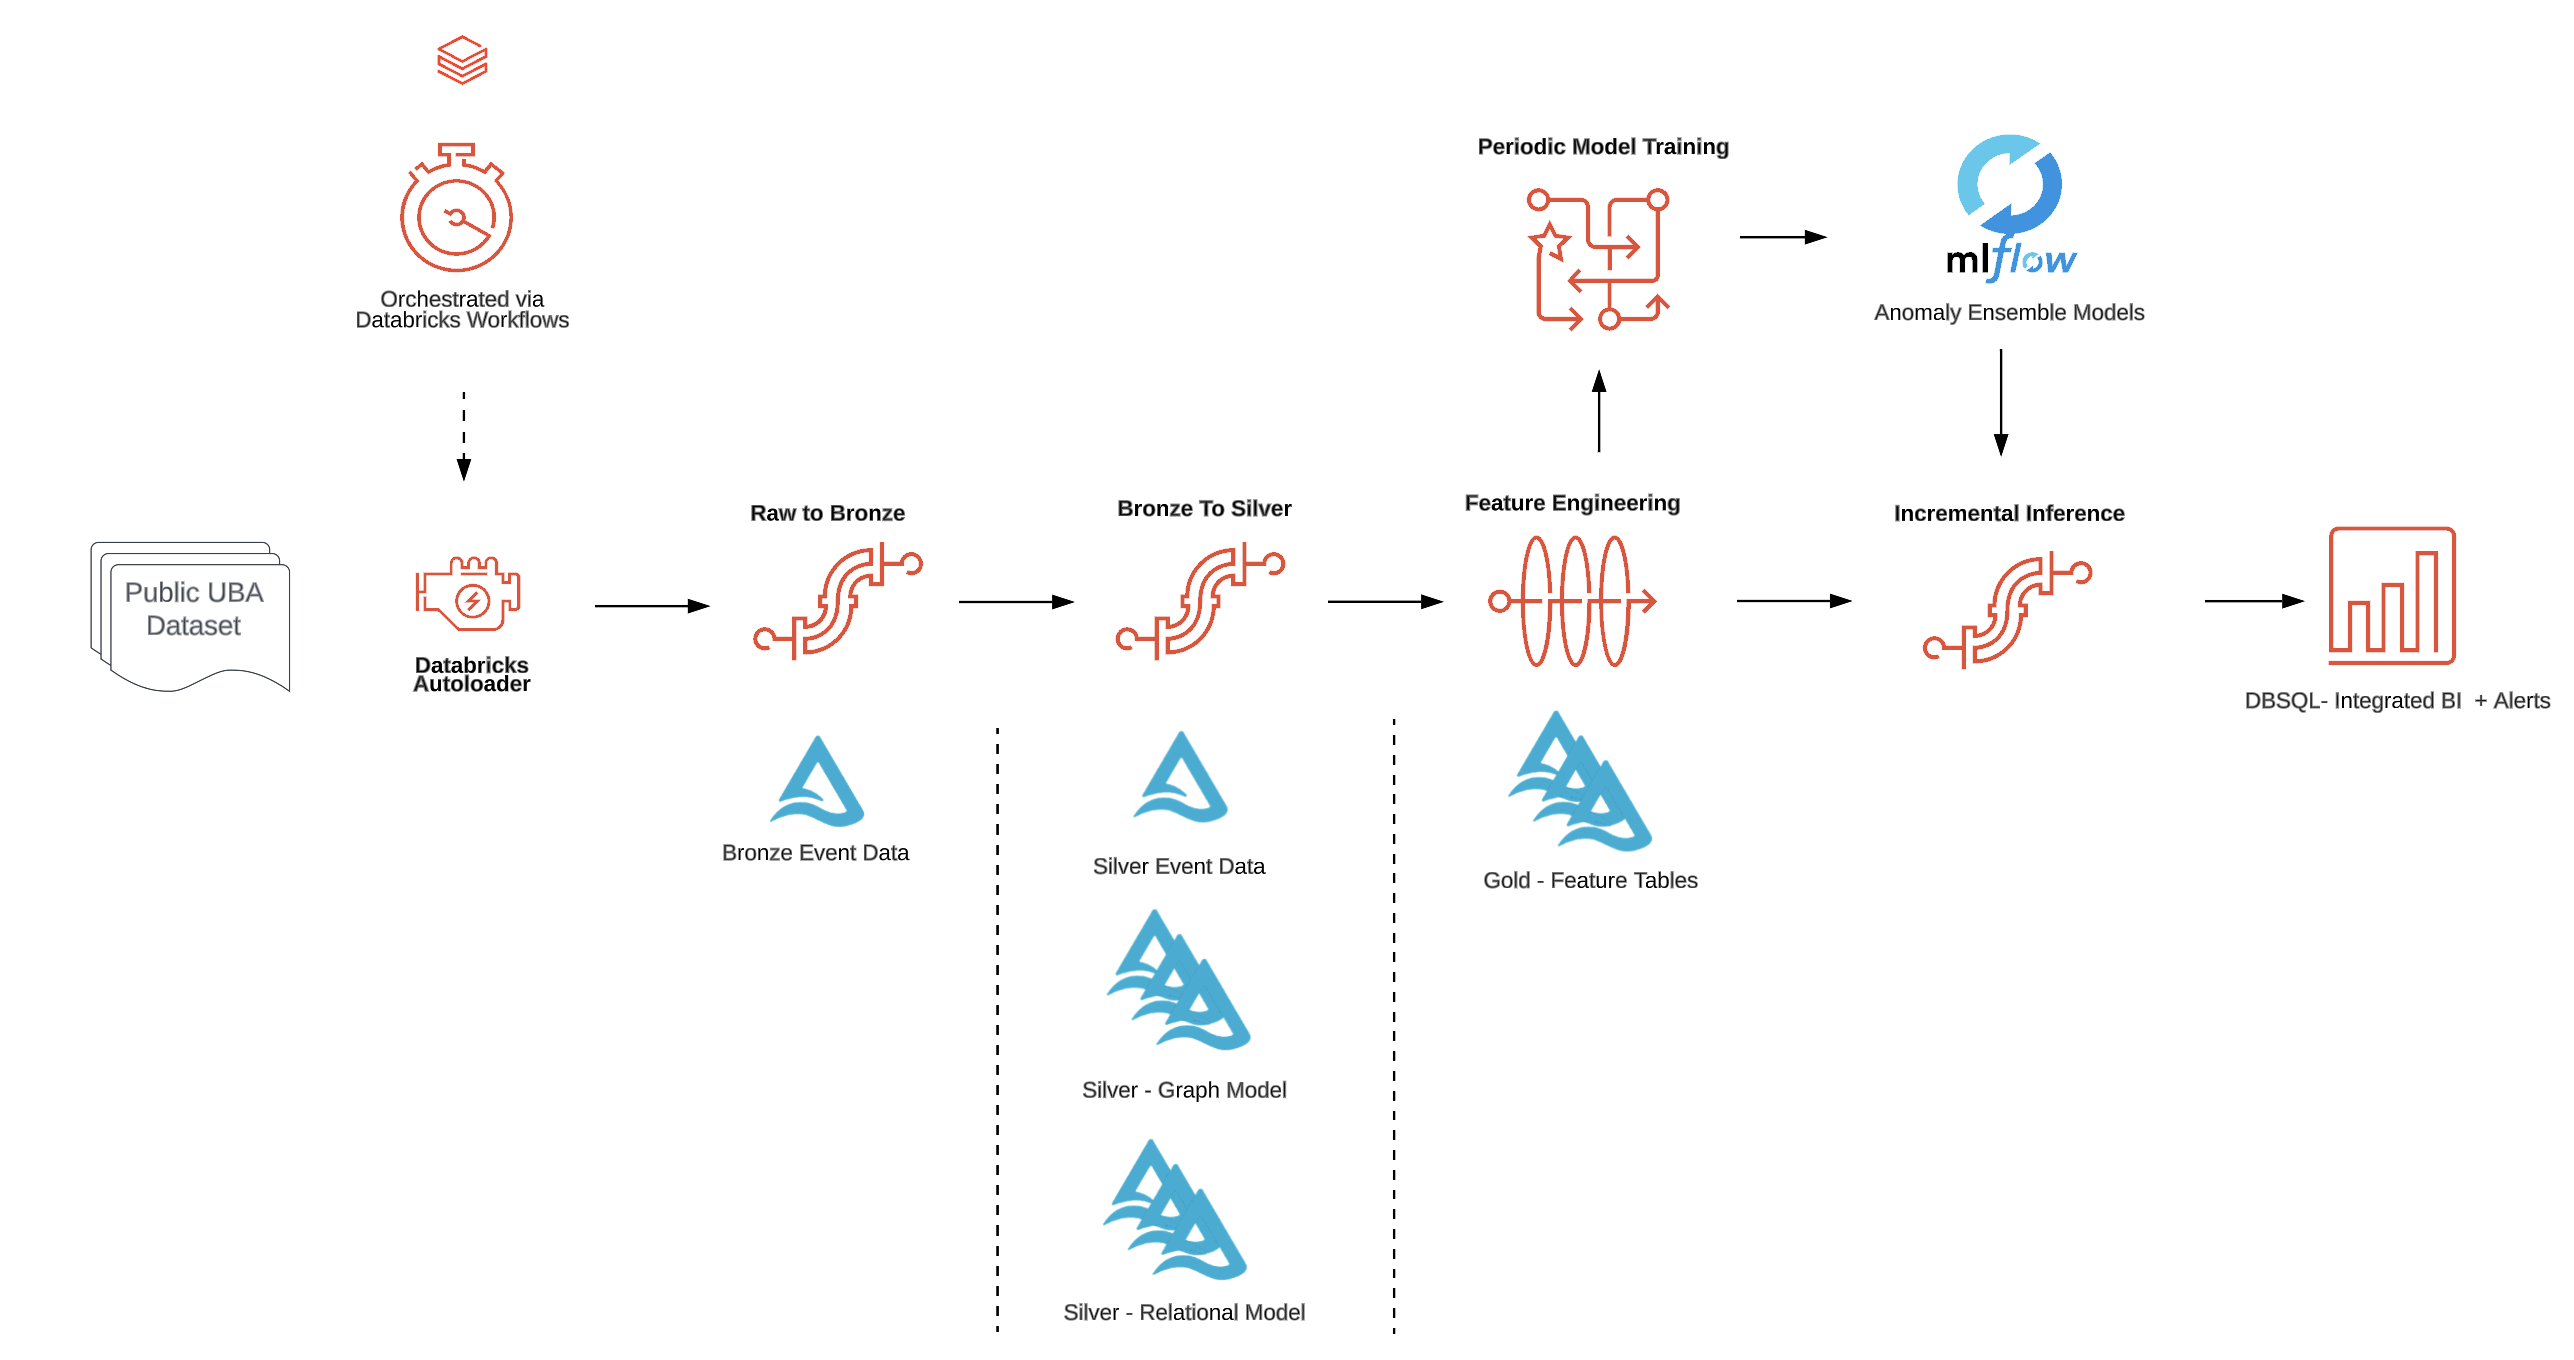 Orchestrated via
Databricks Workflows
Periodic Model Training
mlflow
Anomaly Ensemble Models
Public UBA
Dataset
Databricks
Autoloader
Raw to Bronze
Bronze To Silver
Feature Engineering
Incremental Inference
DBSQL- Integrated BI + Alerts
Bronze Event Data
Silver Event Data
Gold - Feature Tables
Silver - Graph Model
Silver - Relational Model